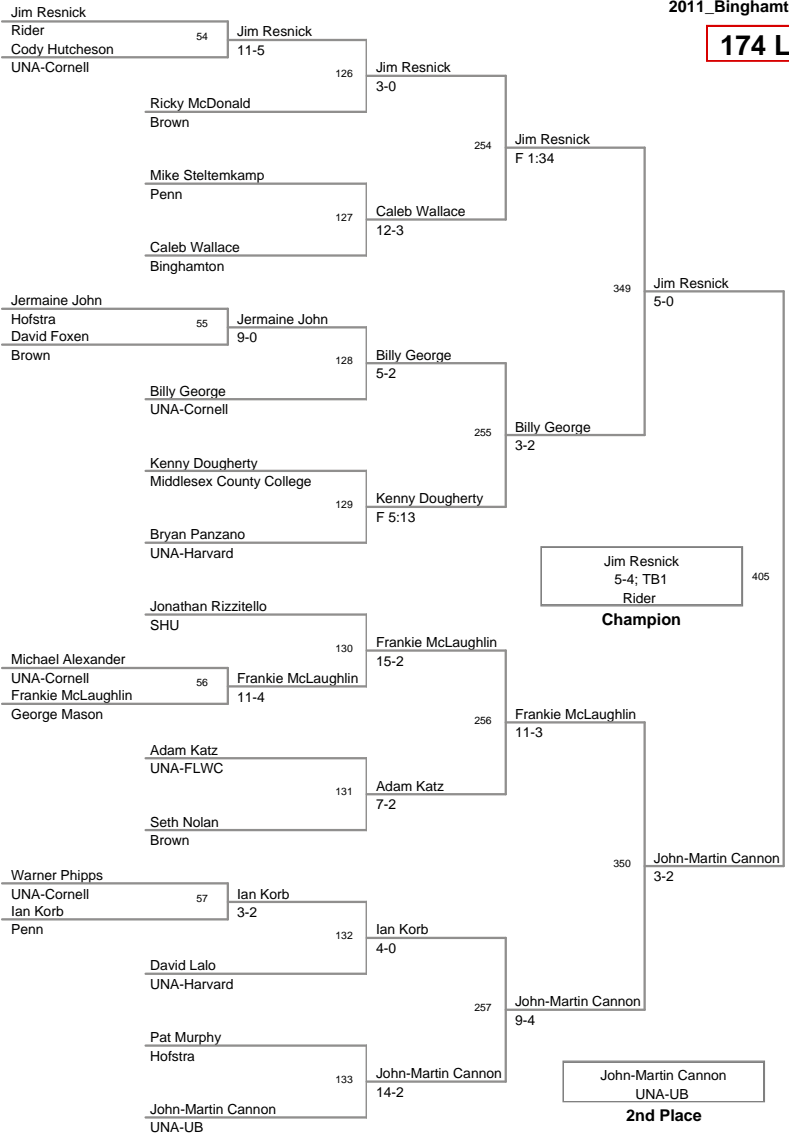 2011_Binghamt
174 L
Jim Resnick
Rider
54
Cody Hutcheson
UNA-Cornell
Jim Resnick
11-5
126
Ricky McDonald
Brown
Jim Resnick
3-0
254
Mike Steltemkamp
Penn
127
Caleb Wallace
Binghamton
Caleb Wallace
12-3
Jim Resnick
F 1:34
349
Jermaine John
Hofstra
55
David Foxen
Brown
Jermaine John
9-0
128
Billy George
UNA-Cornell
Billy George
5-2
255
Kenny Dougherty
Middlesex County College
129
Bryan Panzano
UNA-Harvard
Kenny Dougherty
F 5:13
Billy George
3-2
Jim Resnick
5-0
Jim Resnick
5-4; TB1
Rider
Champion
405
Jonathan Rizzitello
SHU
130
Michael Alexander
UNA-Cornell
56
Frankie McLaughlin
George Mason
Frankie McLaughlin
11-4
Frankie McLaughlin
15-2
256
Adam Katz
UNA-FLWC
131
Seth Nolan
Brown
Adam Katz
7-2
Frankie McLaughlin
11-3
350
Warner Phipps
UNA-Cornell
57
Ian Korb
Penn
Ian Korb
3-2
132
David Lalo
UNA-Harvard
Ian Korb
4-0
257
Pat Murphy
Hofstra
133
John-Martin Cannon
UNA-UB
John-Martin Cannon
14-2
John-Martin Cannon
9-4
John-Martin Cannon
3-2
John-Martin Cannon
UNA-UB
2nd Place